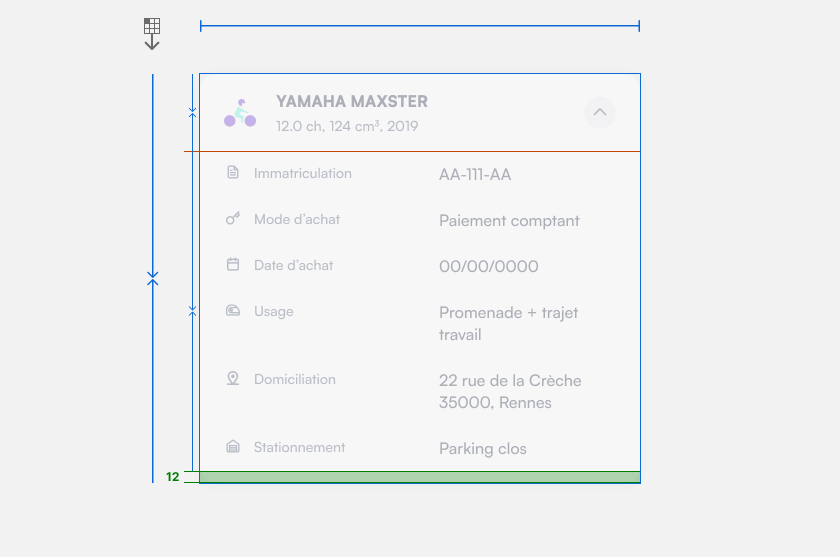 YAMAHA MAXSTER
12.0 ch, 124 cm³, 2019
Immatriculation AA-111-AA
Mode d'achat Paiement comptant
Date d'achat 00/00/0000
Usage Promenade + trajet
travail
Domiciliation 22 rue de la Crèche
35000, Rennes
Stationnement Parking clos
12